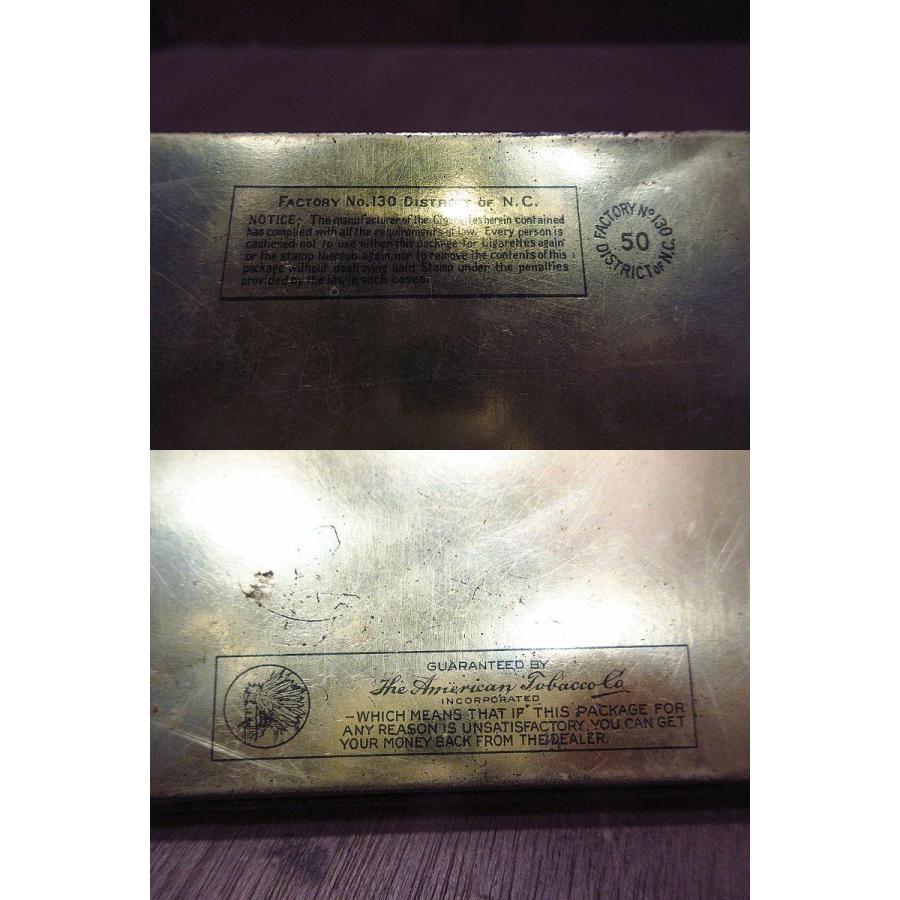 FACTORY No.130 DISTRICT OF N.C.
NOTICE: The manufacturer of the Cigarettes herein contained
has complied with all the requirements of law. Every person is
cautioned not to use either this package for Cigarettes again
or the stamp thereon again, nor to remove the contents of this
package without destroying said Stamp under the penalties
provided by the law in such cases.
FACTORY No 130
50
DISTRICT OF N.C.
GUARANTEED BY
The American Tobacco Co
INCORPORATED
—WHICH MEANS THAT IF THIS PACKAGE FOR
ANY REASON IS UNSATISFACTORY, YOU CAN GET
YOUR MONEY BACK FROM THE DEALER.